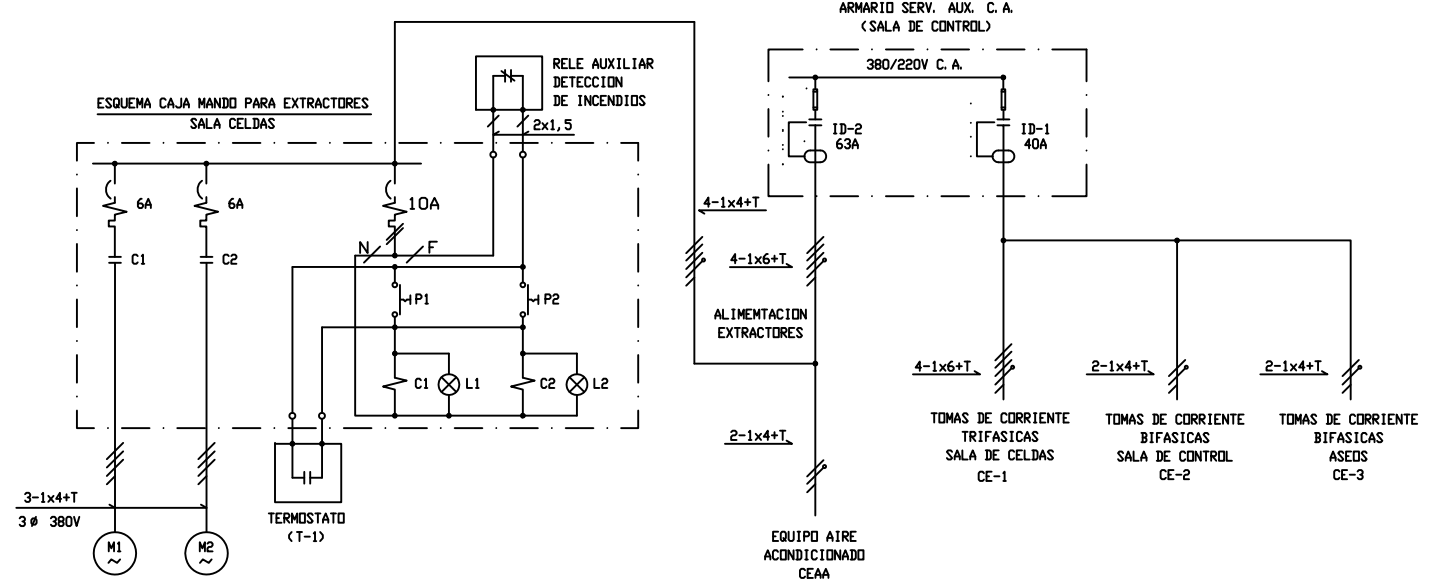 ARMARIO SERV. AUX. C.A.
(SALA DE CONTROL)
380/220V C.A.
RELE AUXILIAR
DETECCION
DE INCENDIOS
2x1,5
ESQUEMA CAJA MANDO PARA EXTRACTORES
SALA CELDAS
ID-2
63A
ID-1
40A
6A
6A
10A
4-1x4+T
N
F
C1
C2
4-1x6+T
P1
P2
ALIMEMTACION
EXTRACTORES
C1
L1
C2
L2
4-1x6+T
2-1x4+T
2-1x4+T
TOMAS DE CORRIENTE
TRIFASICAS
SALA DE CELDAS
CE-1
TOMAS DE CORRIENTE
BIFASICAS
SALA DE CONTROL
CE-2
TOMAS DE CORRIENTE
BIFASICAS
ASEOS
CE-3
2-1x4+T
3-1x4+T
3 Ø 380V
TERMOSTATO
(T-1)
M1
~
M2
~
EQUIPO AIRE
ACONDICIONADO
CEAA